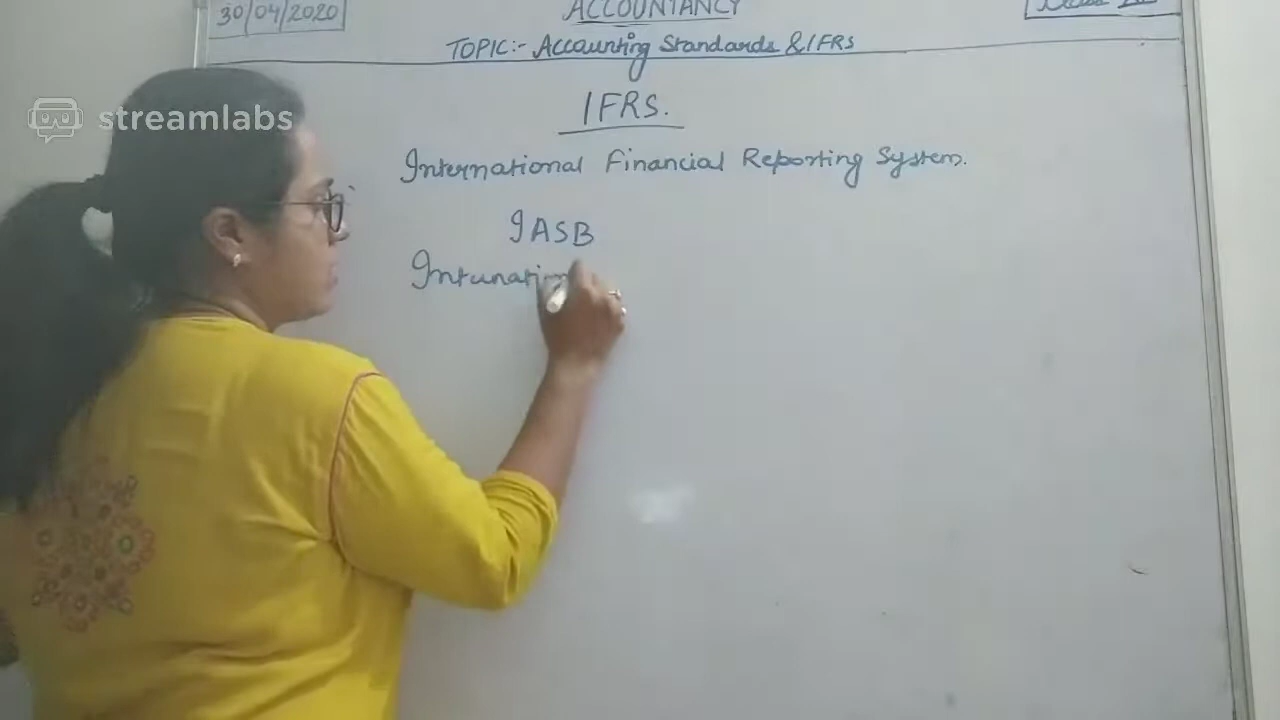 30/04/2020
ACCOUNTANCY
TOPIC:- Accounting Standards & IFRS
IFRS.
streamlabs
International Financial Reporting System.
IASB